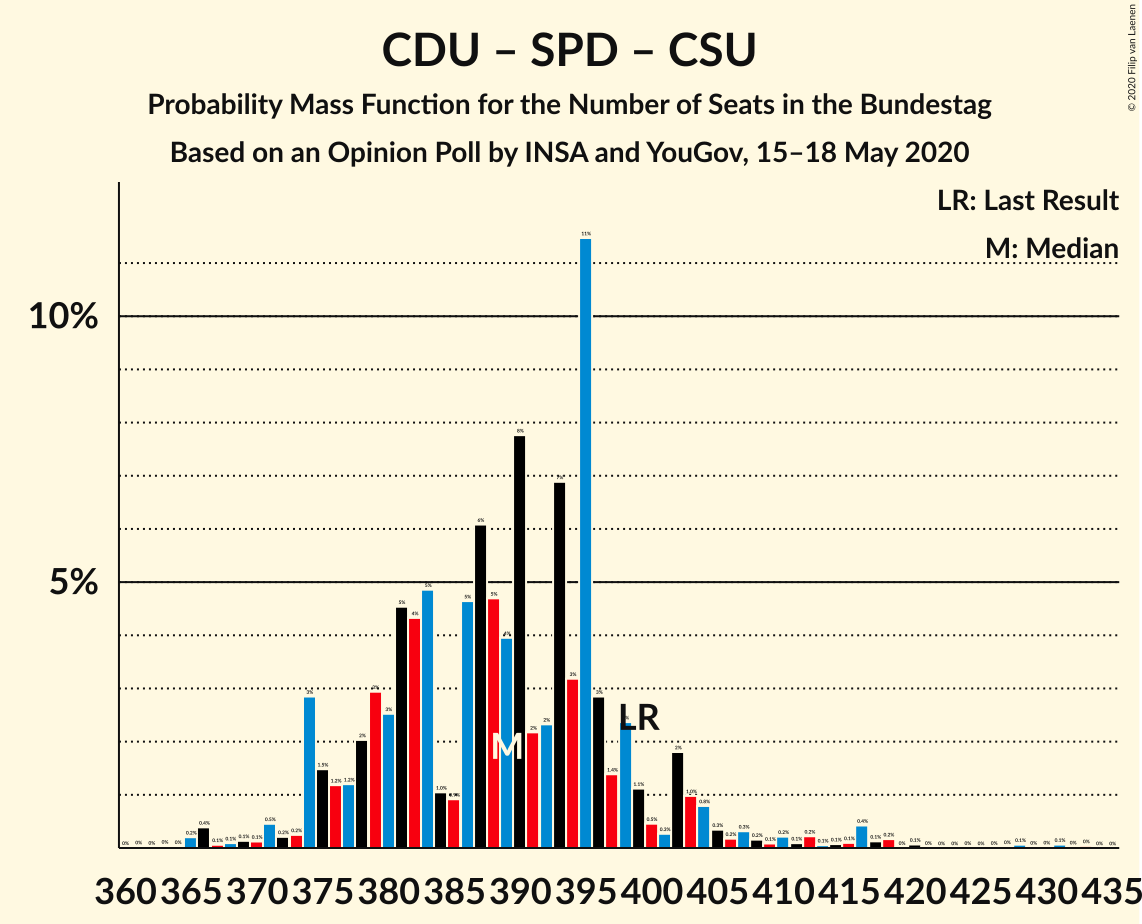 CDU – SPD – CSU
Probability Mass Function for the Number of Seats in the Bundestag
Based on an Opinion Poll by INSA and YouGov, 15–18 May 2020
© 2020 Filip van Laenen
LR: Last Result
M: Median
10%
5%
M
LR
360 365 370 375 380 385 390 395 400 405 410 415 420 425 430 435